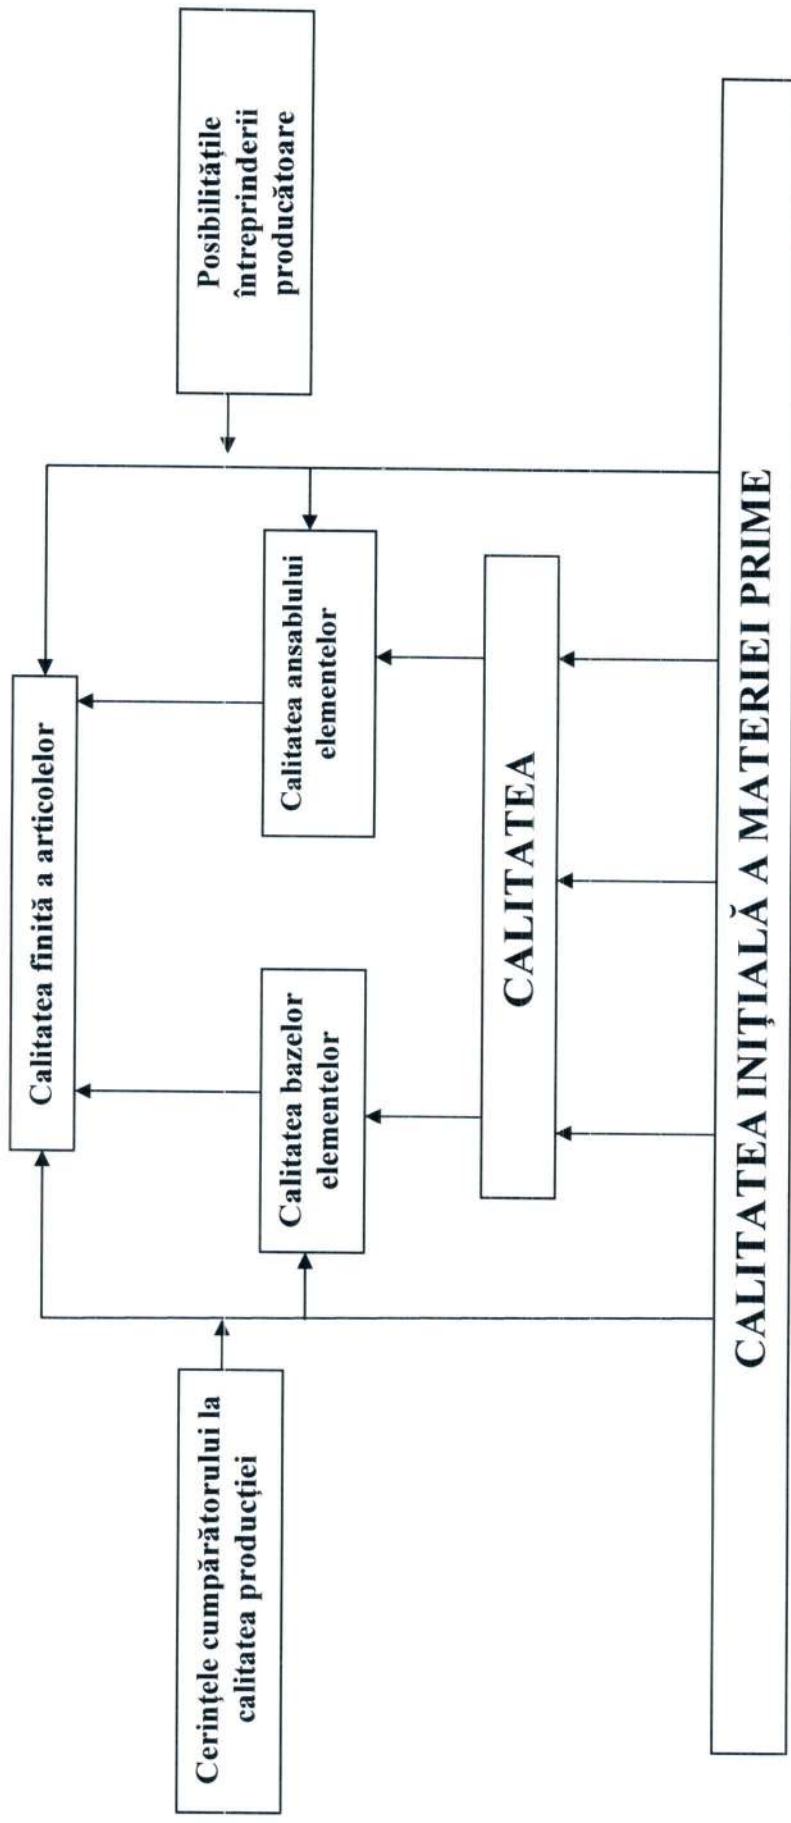 Calitatea finită a articolelor
Cerințele cumpărătorului la
calitatea producției
Posibilitățile
întreprinderii
producătoare
Calitatea bazelor
elementelor
Calitatea ansablului
elementelor
CALITATEA
CALITATEA INIȚIALĂ A MATERIEI PRIME